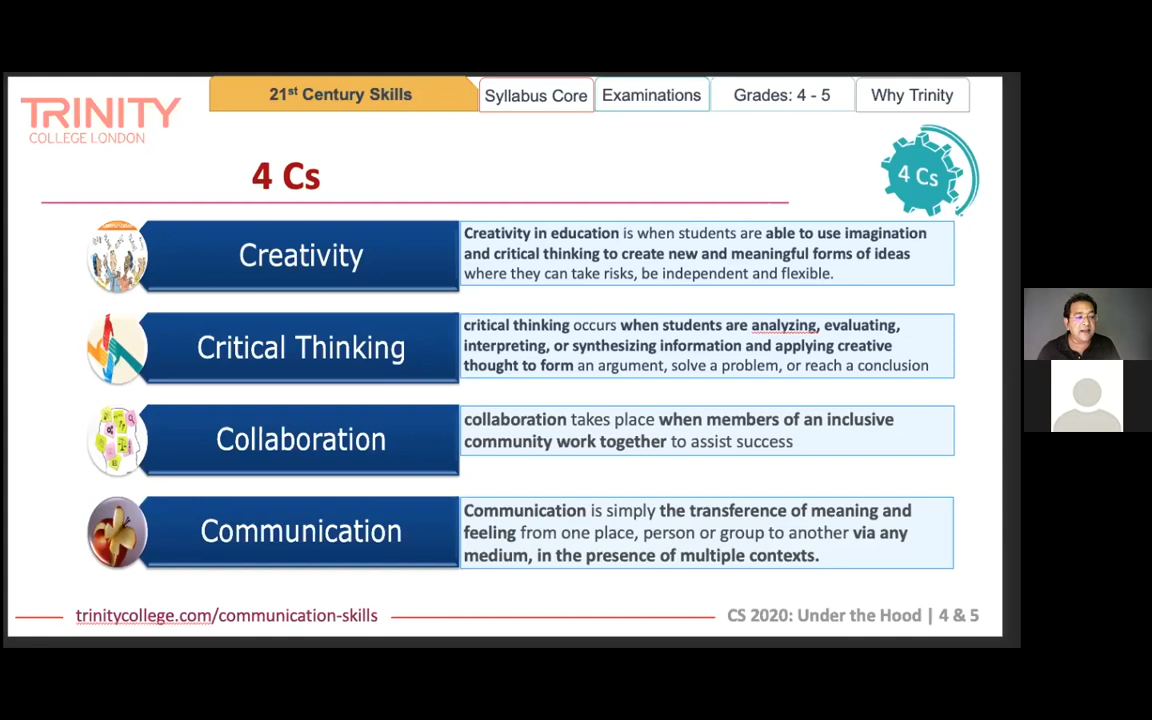 TRINITY
COLLEGE LONDON
21st Century Skills
Syllabus Core
Examinations
Grades: 4 - 5
Why Trinity
4 Cs
4 Cs
Creativity
Creativity in education is when students are able to use imagination
and critical thinking to create new and meaningful forms of ideas
where they can take risks, be independent and flexible.
Critical Thinking
critical thinking occurs when students are analyzing, evaluating,
interpreting, or synthesizing information and applying creative
thought to form an argument, solve a problem, or reach a conclusion
Collaboration
collaboration takes place when members of an inclusive
community work together to assist success
Communication
Communication is simply the transference of meaning and
feeling from one place, person or group to another via any
medium, in the presence of multiple contexts.
trinitycollege.com/communication-skills
CS 2020: Under the Hood | 4 & 5